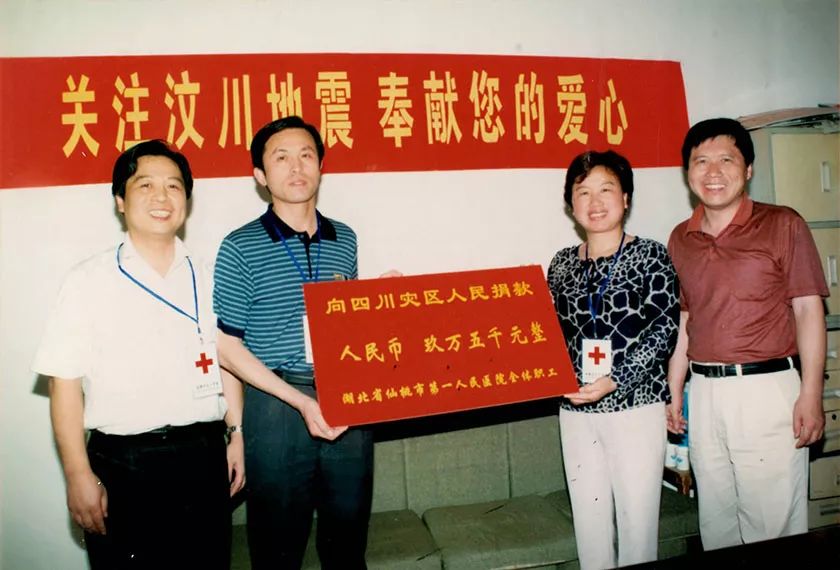 关注汶川地震 奉献您的爱心
向四川灾区人民捐款
人民币 玖万五千元整
湖北省仙桃市第一人民医院全体职工